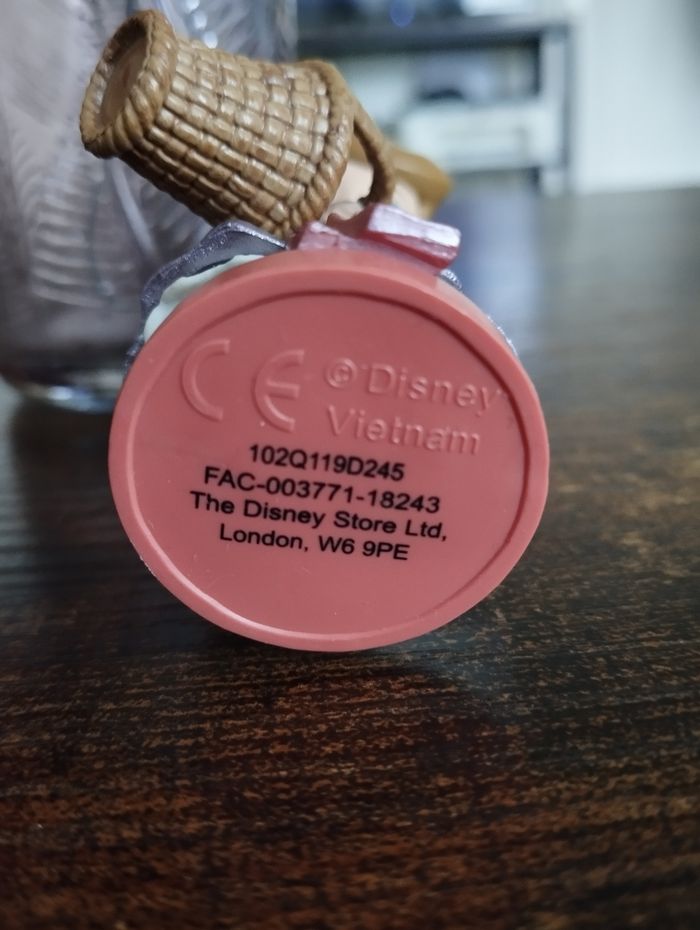 CE © Disney
Vietnam
102Q119D245
FAC-003771-18243
The Disney Store Ltd,
London, W6 9PE